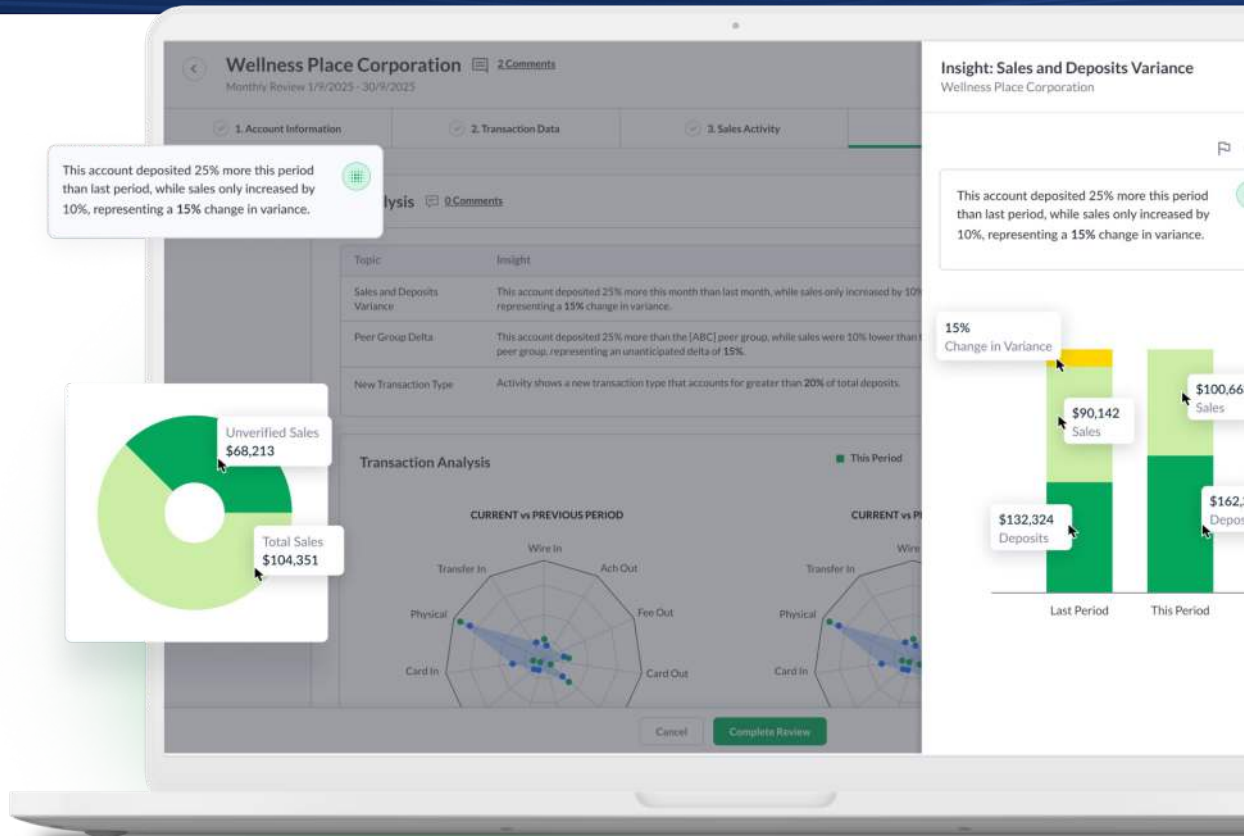 Wellness Place Corporation 2 Comments
Monthly Review 1/9/2025 - 30/9/2025
1. Account Information
2. Transaction Data
3. Sales Activity
This account deposited 25% more this period
than last period, while sales only increased by
10%, representing a 15% change in variance.
lysis 0 Comments
Topic Insight
Sales and Deposits
Variance
This account deposited 25% more this month than last month, while sales only increased by 10%
representing a 15% change in variance.
Peer Group Delta
This account deposited 25% more than the [ABC] peer group, while sales were 10% lower than
peer group, representing an unanticipated delta of 15%.
New Transaction Type
Activity shows a new transaction type that accounts for greater than 20% of total deposits.
Unverified Sales
$68,213
Total Sales
$104,351
Transaction Analysis
This Period
CURRENT vs PREVIOUS PERIOD
Wire In
Transfer In
Ach Out
Physical
Fee Out
Card In
Card Out
CURRENT vs
Wire
Transfer In
Physical
Card In
Cancel
Complete Review
Insight: Sales and Deposits Variance
Wellness Place Corporation
This account deposited 25% more this period
than last period, while sales only increased by
10%, representing a 15% change in variance.
15%
Change in Variance
$90,142
Sales
$100,66
Sales
$132,324
Deposits
$162,
Depos
Last Period
This Period